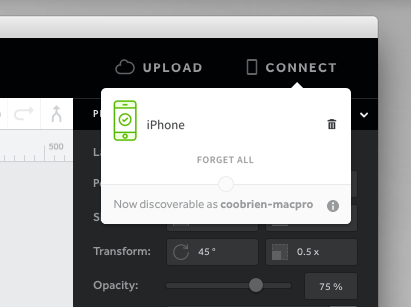 UPLOAD CONNECT
iPhone
500
FORGET ALL
Now discoverable as coobrien-macpro
Transform: 45° 0.5 x
Opacity: 75 %